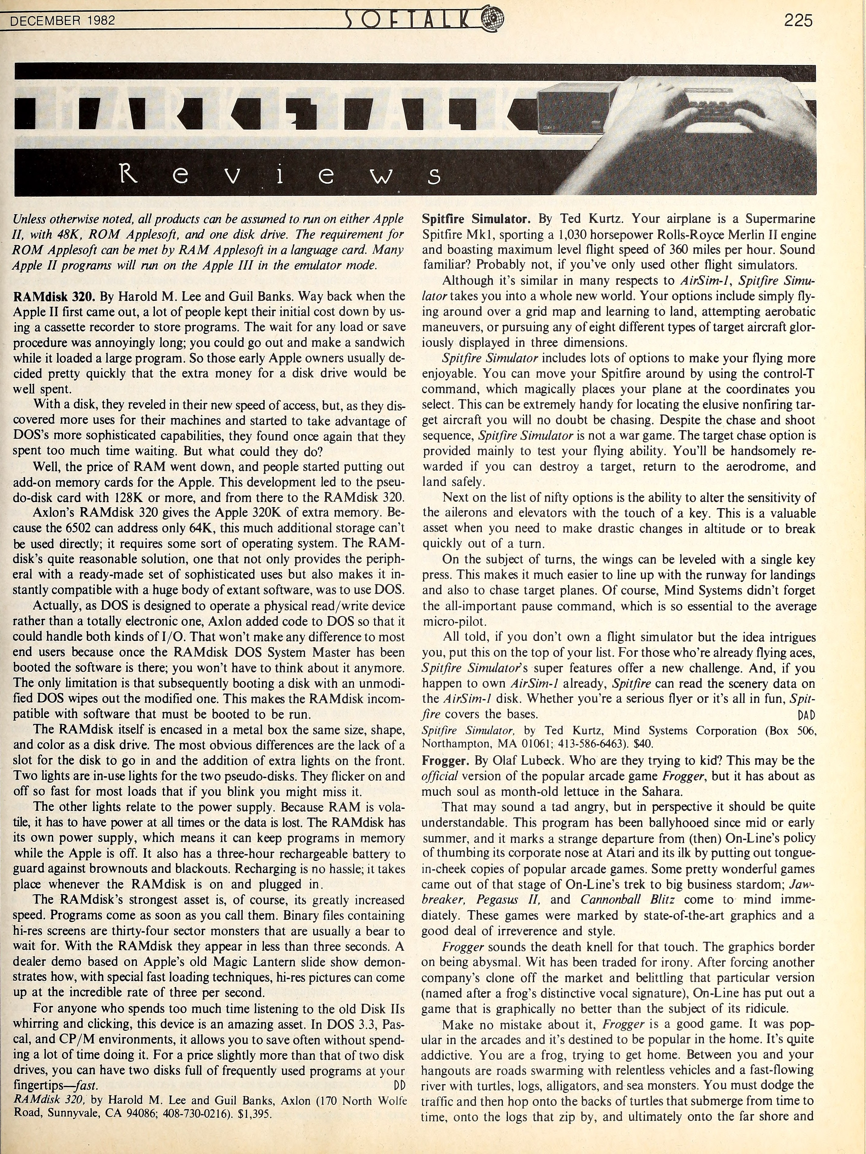 DECEMBER 1982
SOFTALK
225
MARKETALK
Reviews
Unless otherwise noted, all products can be assumed to run on either Apple
II, with 48K, ROM Applesoft, and one disk drive. The requirement for
ROM Applesoft can be met by RAM Applesoft in a language card. Many
Apple II programs will run on the Apple III in the emulator mode.
RAMdisk 320. By Harold M. Lee and Guil Banks. Way back when the
Apple II first came out, a lot of people kept their initial cost down by us-
ing a cassette recorder to store programs. The wait for any load or save
procedure was annoyingly long; you could go out and make a sandwich
while it loaded a large program. So those early Apple owners usually de-
cided pretty quickly that the extra money for a disk drive would be
well spent.
With a disk, they reveled in their new speed of access, but, as they dis-
covered more uses for their machines and started to take advantage of
DOS's more sophisticated capabilities, they found once again that they
spent too much time waiting. But what could they do?
Well, the price of RAM went down, and people started putting out
add-on memory cards for the Apple. This development led to the pseu-
do-disk card with 128K or more, and from there to the RAMdisk 320.
Axlon's RAMdisk 320 gives the Apple 320K of extra memory. Be-
cause the 6502 can address only 64K, this much additional storage can't
be used directly; it requires some sort of operating system. The RAM-
disk's quite reasonable solution, one that not only provides the periph-
eral with a ready-made set of sophisticated uses but also makes it in-
stantly compatible with a huge body of extant software, was to use DOS.
Actually, as DOS is designed to operate a physical read/write device
rather than a totally electronic one, Axlon added code to DOS so that it
could handle both kinds of I/O. That won't make any difference to most
end users because once the RAMdisk DOS System Master has been
booted the software is there; you won't have to think about it anymore.
The only limitation is that subsequently booting a disk with an unmodi-
fied DOS wipes out the modified one. This makes the RAMdisk incom-
patible with software that must be booted to be run.
The RAMdisk itself is encased in a metal box the same size, shape,
and color as a disk drive. The most obvious differences are the lack of a
slot for the disk to go in and the addition of extra lights on the front.
Two lights are in-use lights for the two pseudo-disks. They flicker on and
off so fast for most loads that if you blink you might miss it.
The other lights relate to the power supply. Because RAM is vola-
tile, it has to have power at all times or the data is lost. The RAMdisk has
its own power supply, which means it can keep programs in memory
while the Apple is off. It also has a three-hour rechargeable battery to
guard against brownouts and blackouts. Recharging is no hassle; it takes
place whenever the RAMdisk is on and plugged in.
The RAMdisk's strongest asset is, of course, its greatly increased
speed. Programs come as soon as you call them. Binary files containing
hi-res screens are thirty-four sector monsters that are usually a bear to
wait for. With the RAMdisk they appear in less than three seconds. A
dealer demo based on Apple's old Magic Lantern slide show demon-
strates how, with special fast loading techniques, hi-res pictures can come
up at the incredible rate of three per second.
For anyone who spends too much time listening to the old Disk IIs
whirring and clicking, this device is an amazing asset. In DOS 3.3, Pas-
cal, and CP/M environments, it allows you to save often without spend-
ing a lot of time doing it. For a price slightly more than that of two disk
drives, you can have two disks full of frequently used programs at your
fingertips—fast. DD
RAMdisk 320, by Harold M. Lee and Guil Banks, Axlon (170 North Wolfe
Road, Sunnyvale, CA 94086; 408-730-0216). $1,395.
Spitfire Simulator. By Ted Kurtz. Your airplane is a Supermarine
Spitfire Mk1, sporting a 1,030 horsepower Rolls-Royce Merlin II engine
and boasting maximum level flight speed of 360 miles per hour. Sound
familiar? Probably not, if you've only used other flight simulators.
Although it's similar in many respects to AirSim-1, Spitfire Simu-
lator takes you into a whole new world. Your options include simply fly-
ing around over a grid map and learning to land, attempting aerobatic
maneuvers, or pursuing any of eight different types of target aircraft glor-
iously displayed in three dimensions.
Spitfire Simulator includes lots of options to make your flying more
enjoyable. You can move your Spitfire around by using the control-T
command, which magically places your plane at the coordinates you
select. This can be extremely handy for locating the elusive nonfiring tar-
get aircraft you will no doubt be chasing. Despite the chase and shoot
sequence, Spitfire Simulator is not a war game. The target chase option is
provided mainly to test your flying ability. You'll be handsomely re-
warded if you can destroy a target, return to the aerodrome, and
land safely.
Next on the list of nifty options is the ability to alter the sensitivity of
the ailerons and elevators with the touch of a key. This is a valuable
asset when you need to make drastic changes in altitude or to break
quickly out of a turn.
On the subject of turns, the wings can be leveled with a single key
press. This makes it much easier to line up with the runway for landings
and also to chase target planes. Of course, Mind Systems didn't forget
the all-important pause command, which is so essential to the average
micro-pilot.
All told, if you don't own a flight simulator but the idea intrigues
you, put this on the top of your list. For those who're already flying aces,
Spitfire Simulator's super features offer a new challenge. And, if you
happen to own AirSim-1 already, Spitfire can read the scenery data on
the AirSim-1 disk. Whether you're a serious flyer or it's all in fun, Spit-
fire covers the bases. DAD
Spitfire Simulator, by Ted Kurtz, Mind Systems Corporation (Box 506,
Northampton, MA 01061; 413-586-6463). $40.
Frogger. By Olaf Lubeck. Who are they trying to kid? This may be the
official version of the popular arcade game Frogger, but it has about as
much soul as month-old lettuce in the Sahara.
That may sound a tad angry, but in perspective it should be quite
understandable. This program has been ballyhooed since mid or early
summer, and it marks a strange departure from (then) On-Line's policy
of thumbing its corporate nose at Atari and its ilk by putting out tongue-
in-cheek copies of popular arcade games. Some pretty wonderful games
came out of that stage of On-Line's trek to big business stardom; Jaw-
breaker, Pegasus II, and Cannonball Blitz come to mind imme-
diately. These games were marked by state-of-the-art graphics and a
good deal of irreverence and style.
Frogger sounds the death knell for that touch. The graphics border
on being abysmal. Wit has been traded for irony. After forcing another
company's clone off the market and belittling that particular version
(named after a frog's distinctive vocal signature), On-Line has put out a
game that is graphically no better than the subject of its ridicule.
Make no mistake about it, Frogger is a good game. It was pop-
ular in the arcades and it's destined to be popular in the home. It's quite
addictive. You are a frog, trying to get home. Between you and your
hangouts are roads swarming with relentless vehicles and a fast-flowing
river with turtles, logs, alligators, and sea monsters. You must dodge the
traffic and then hop onto the backs of turtles that submerge from time to
time, onto the logs that zip by, and ultimately onto the far shore and